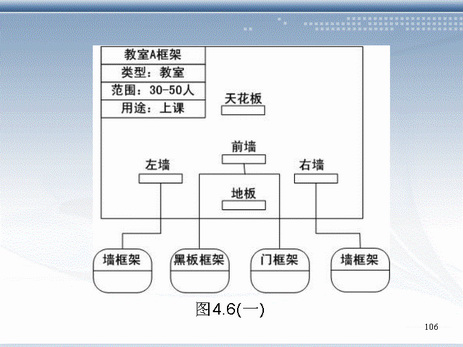 教室A框架
类型：教室
范围：30-50人
用途：上课
天花板
前墙
左墙
右墙
地板
墙框架
黑板框架
门框架
墙框架
图4.6(一)
106